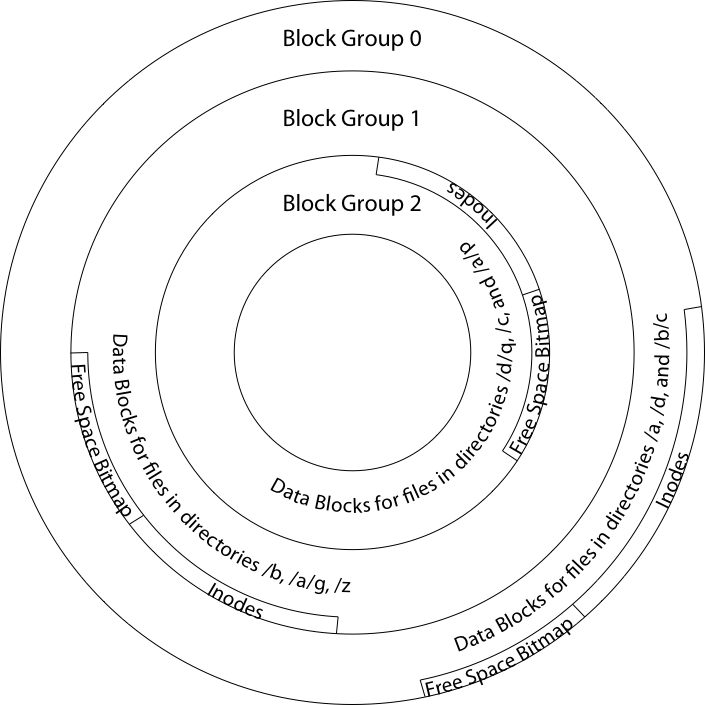 Block Group 0
Block Group 1
Block Group 2
Inodes
Free Space Bitmap
Data Blocks for files in directories /d/q, /c, and /a/p
Data Blocks for files in directories /b, /a/g, /z
Free Space Bitmap
Inodes
Data Blocks for files in directories /a, /d, and /b/c
Inodes
Free Space Bitmap